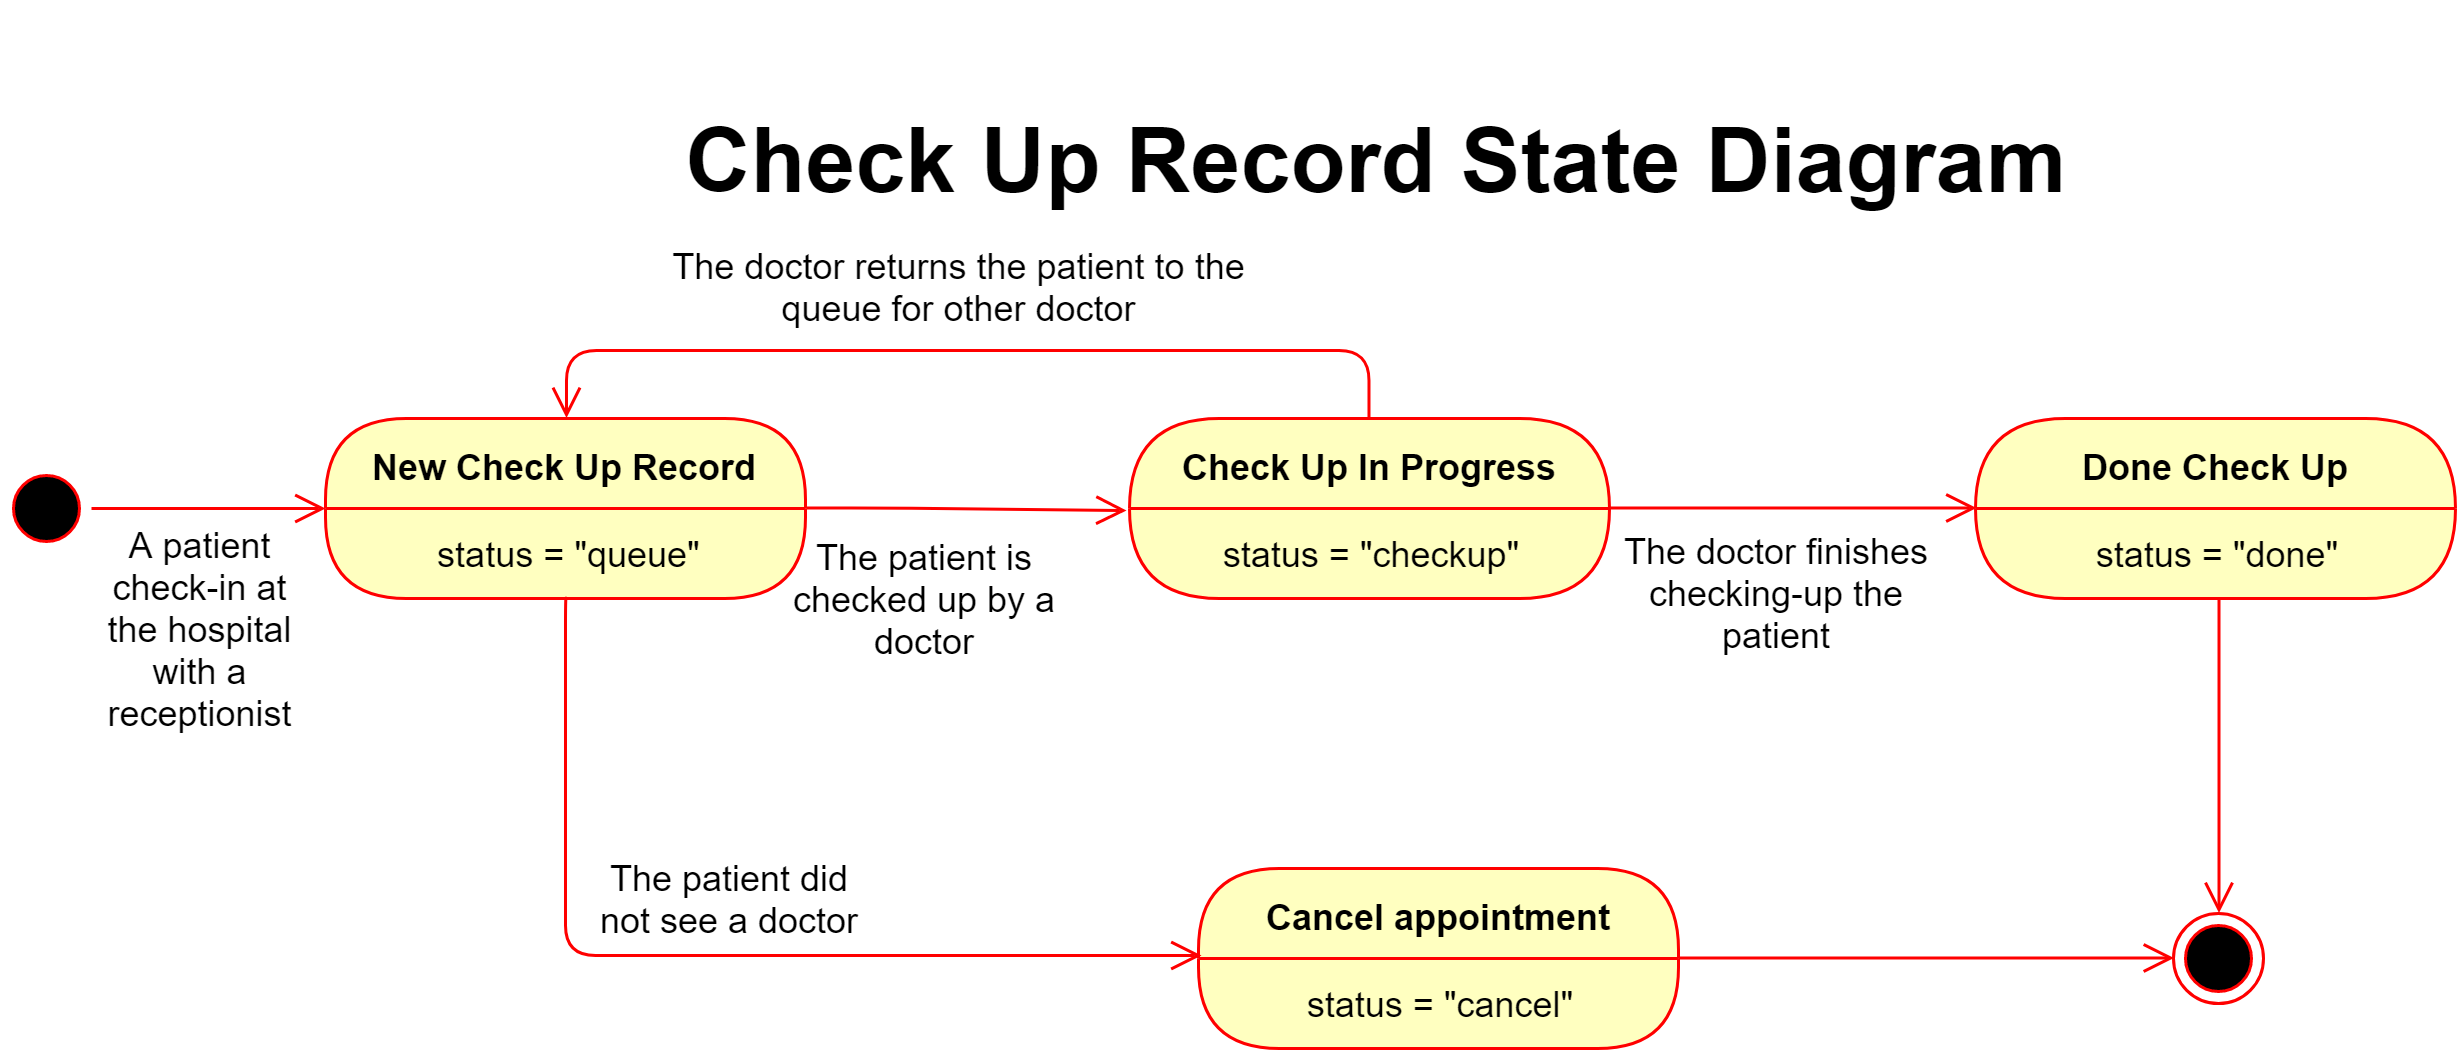 Check Up Record State Diagram
The doctor returns the patient to the
queue for other doctor
New Check Up Record
status = "queue"
Check Up In Progress
status = "checkup"
Done Check Up
status = "done"
A patient
check-in at
the hospital
with a
receptionist
The patient is
checked up by a
doctor
The doctor finishes
checking-up the
patient
The patient did
not see a doctor
Cancel appointment
status = "cancel"